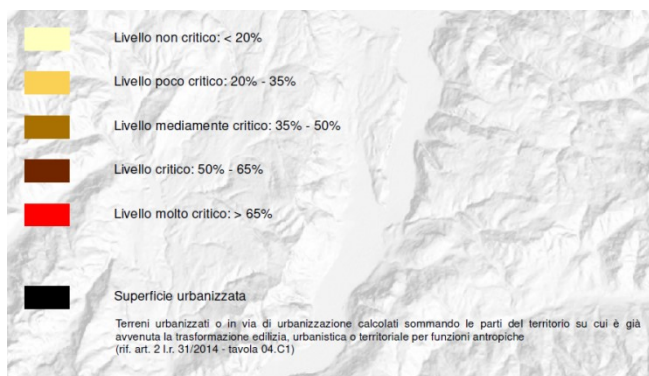 Livello non critico: < 20%
Livello poco critico: 20% - 35%
Livello mediamente critico: 35% - 50%
Livello critico: 50% - 65%
Livello molto critico: > 65%
Superficie urbanizzata
Terreni urbanizzati o in via di urbanizzazione calcolati sommando le parti del territorio su cui è già
avvenuta la trasformazione edilizia, urbanistica o territoriale per funzioni antropiche
(rif. art. 2 l.r. 31/2014 - tavola 04.C1)